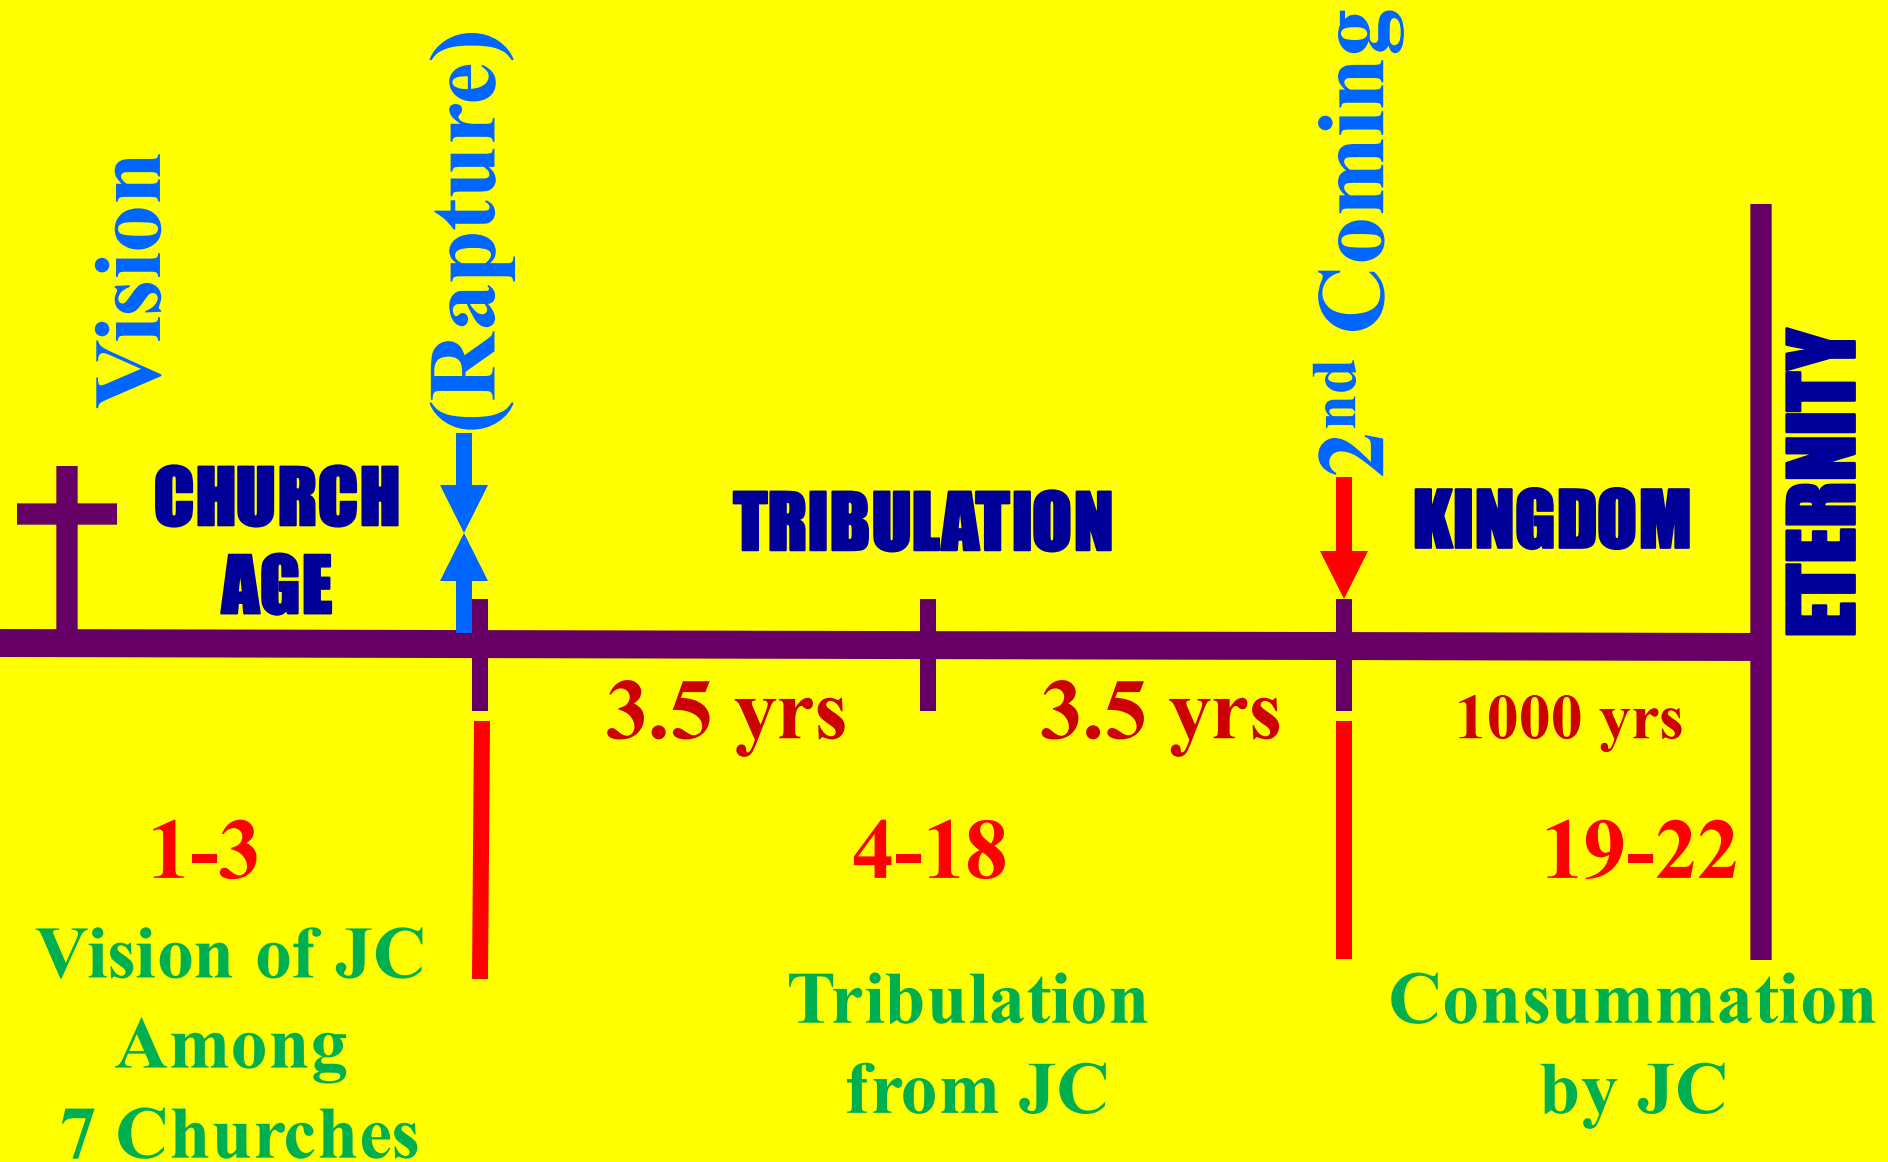 Vision
(Rapture)
2nd Coming
CHURCH
AGE
TRIBULATION
KINGDOM
ETERNITY
3.5 yrs
3.5 yrs
1000 yrs
1-3
4-18
19-22
Vision of JC
Among
7 Churches
Tribulation
from JC
Consummation
by JC